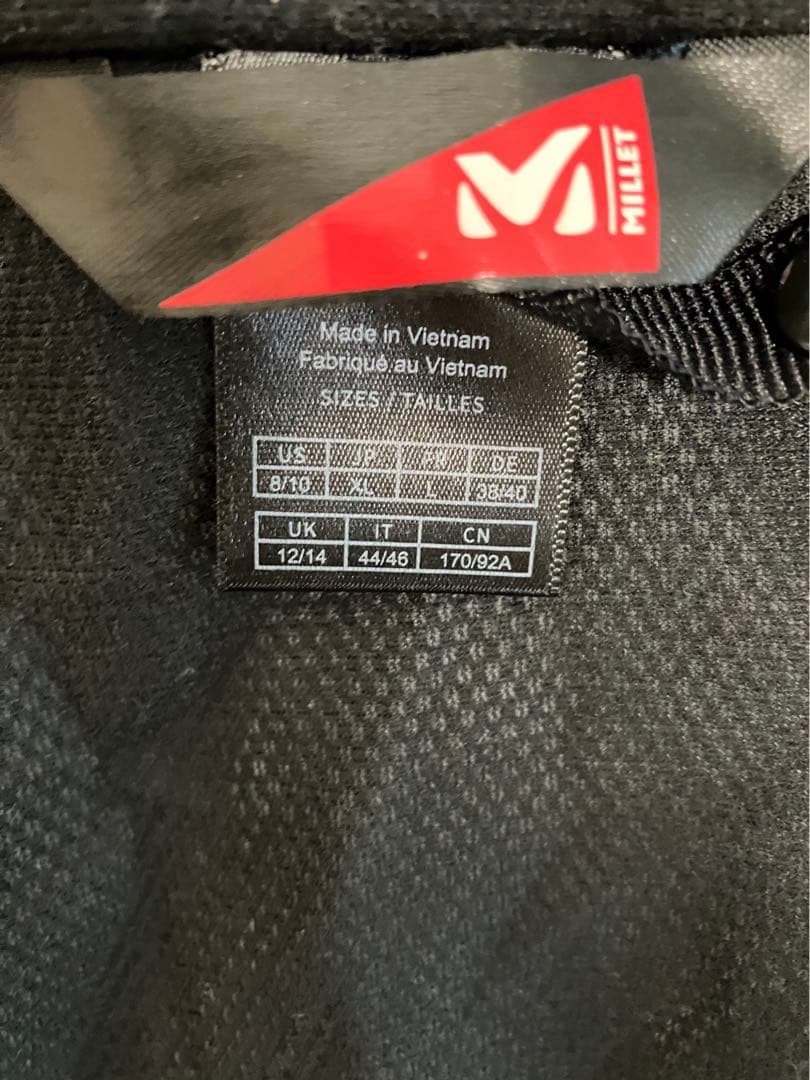 MILLET
Made in Vietnam
Fabriqué au Vietnam
SIZES / TAILLES
US JP FR DE
8/10 XL L 38/40
UK IT CN
12/14 44/46 170/92A